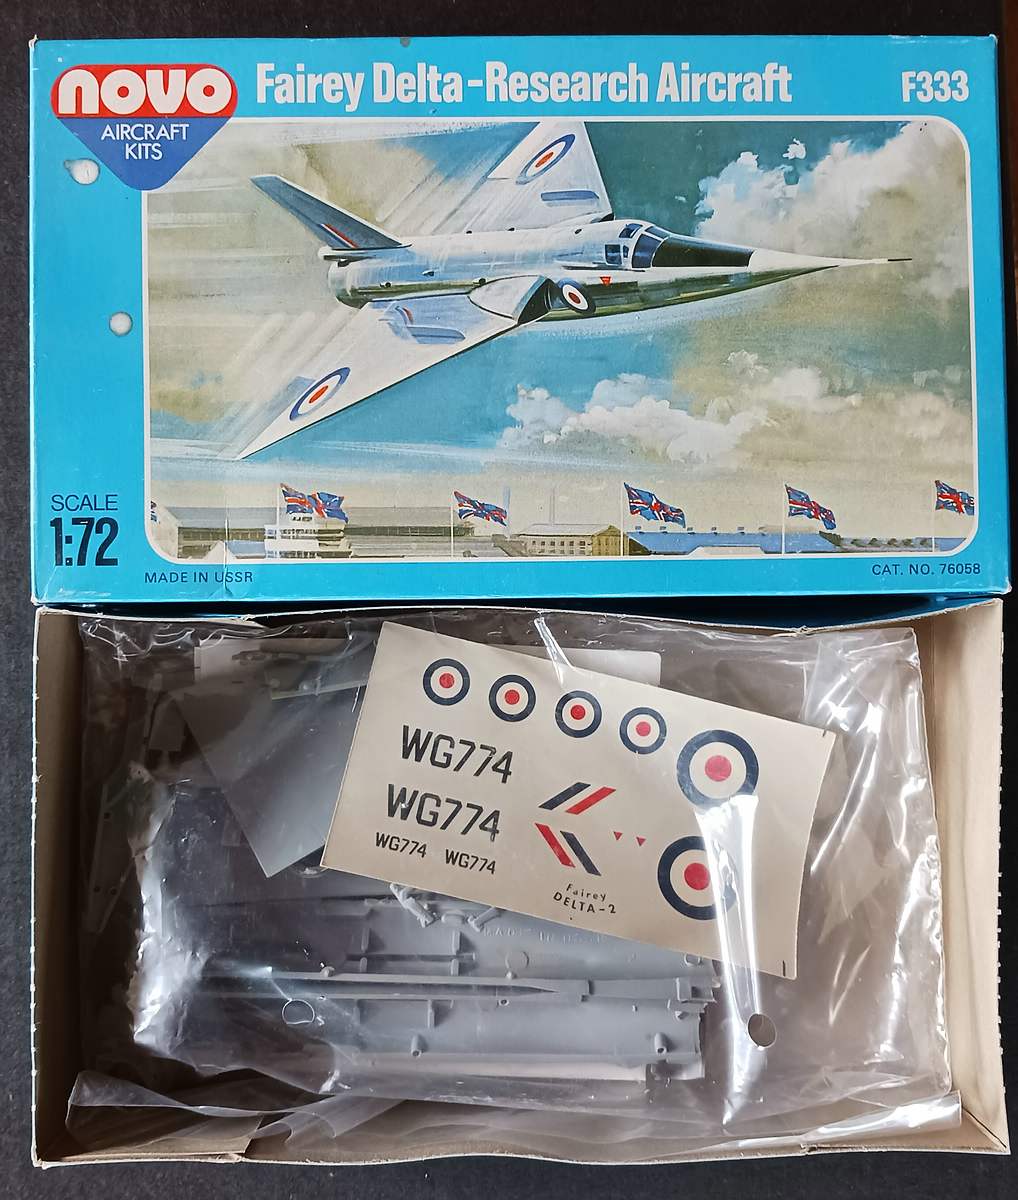 novo
AIRCRAFT
KITS
Fairey Delta-Research Aircraft
F333
SCALE
1:72
MADE IN USSR
CAT. NO. 76058
WG774
WG774
WG774 WG774
Fairey
DELTA-2